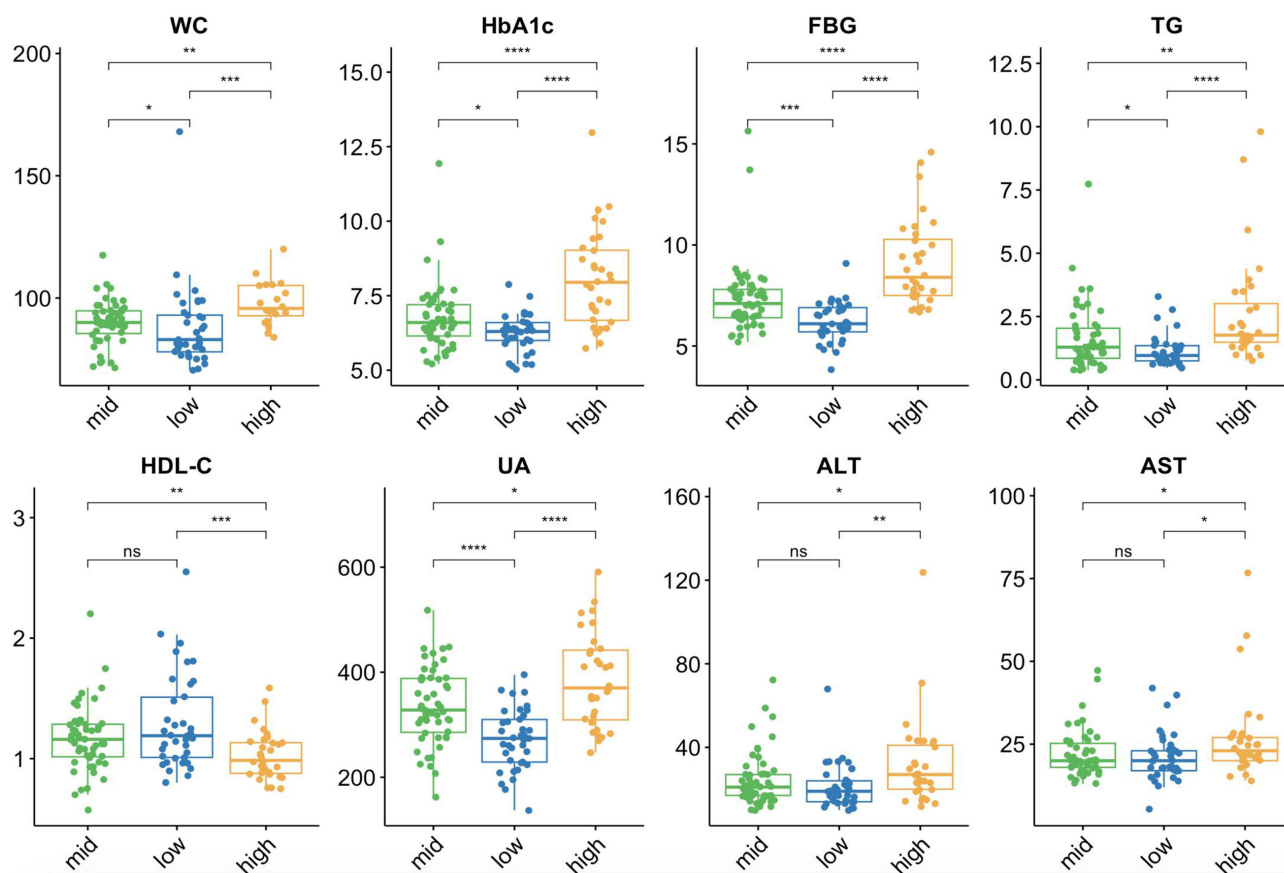 WC HbA1c FBG TG
200 ** 15.0 **** **** 12.5 **
*** **** **** ****
* * *** *
12.5 15 10.0
150 7.5
10.0 10 5.0
100 7.5 2.5
5.0 5 0.0
mid low high mid low high mid low high mid low high
HDL-C UA ALT AST
3 ** * 160 * 100 *
*** **** ** *
ns **** ns ns
600 120 75
2 400 80 50
1 200 40 25
mid low high mid low high mid low high mid low high